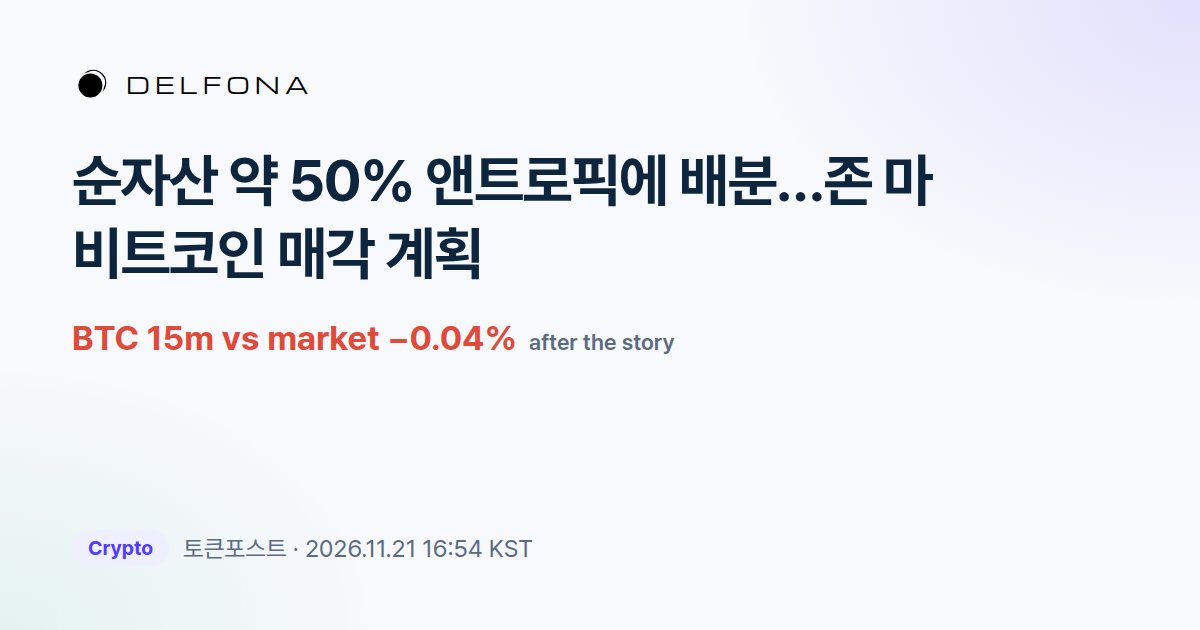 DELFONA
순자산 약 50% 앤트로픽에 배분…존 마
비트코인 매각 계획
BTC 15m vs market −0.04% after the story
Crypto 토큰포스트 · 2026.11.21 16:54 KST